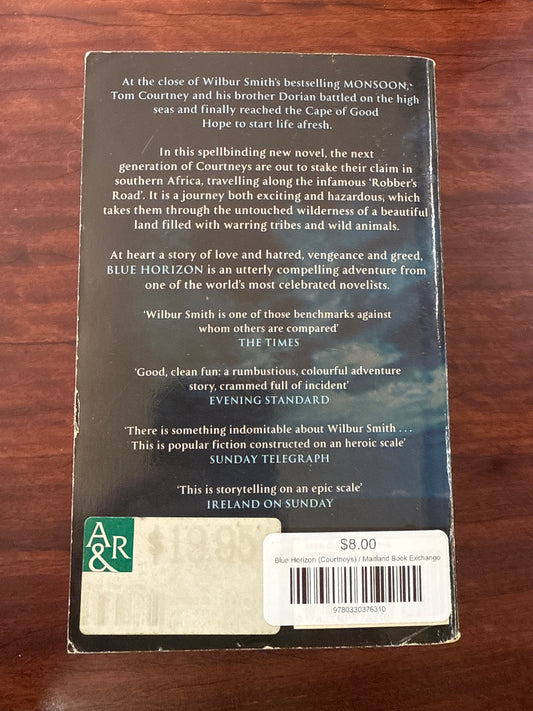 At the close of Wilbur Smith's bestselling MONSOON,
Tom Courtney and his brother Dorian battled on the high
seas and finally reached the Cape of Good
Hope to start life afresh.
In this spellbinding new novel, the next
generation of Courtneys are out to stake their claim in
southern Africa, travelling along the infamous 'Robber's
Road'. It is a journey both exciting and hazardous, which
takes them through the untouched wilderness of a beautiful
land filled with warring tribes and wild animals.
At heart a story of love and hatred, vengeance and greed,
BLUE HORIZON is an utterly compelling adventure from
one of the world's most celebrated novelists.
'Wilbur Smith is one of those benchmarks against
whom others are compared'
THE TIMES
'Good, clean fun: a rumbustious, colourful adventure
story, crammed full of incident'
EVENING STANDARD
'There is something indomitable about Wilbur Smith . . .
This is popular fiction constructed on an heroic scale'
SUNDAY TELEGRAPH
'This is storytelling on an epic scale'
IRELAND ON SUNDAY
A&R
$19.95
$8.00
Blue Horizon (Courtneys) / Maitland Book Exchange
9780330376310